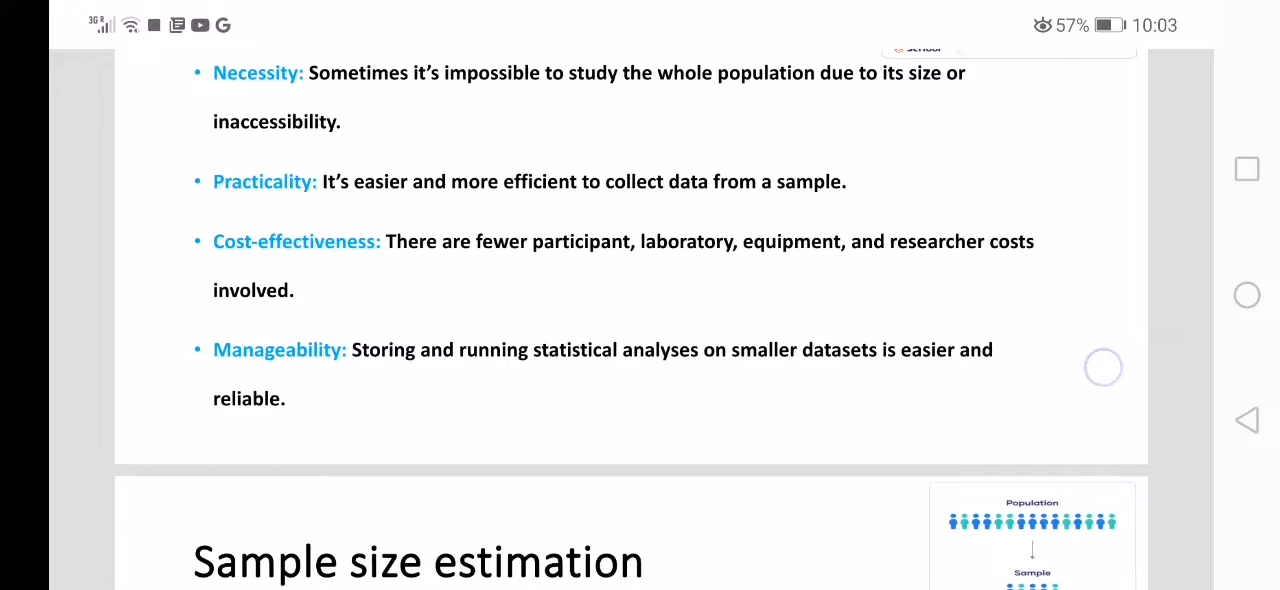 3G R
57% 10:03
school
• Necessity: Sometimes it's impossible to study the whole population due to its size or
inaccessibility.
• Practicality: It's easier and more efficient to collect data from a sample.
• Cost-effectiveness: There are fewer participant, laboratory, equipment, and researcher costs
involved.
• Manageability: Storing and running statistical analyses on smaller datasets is easier and
reliable.
Population
Sample size estimation
Sample